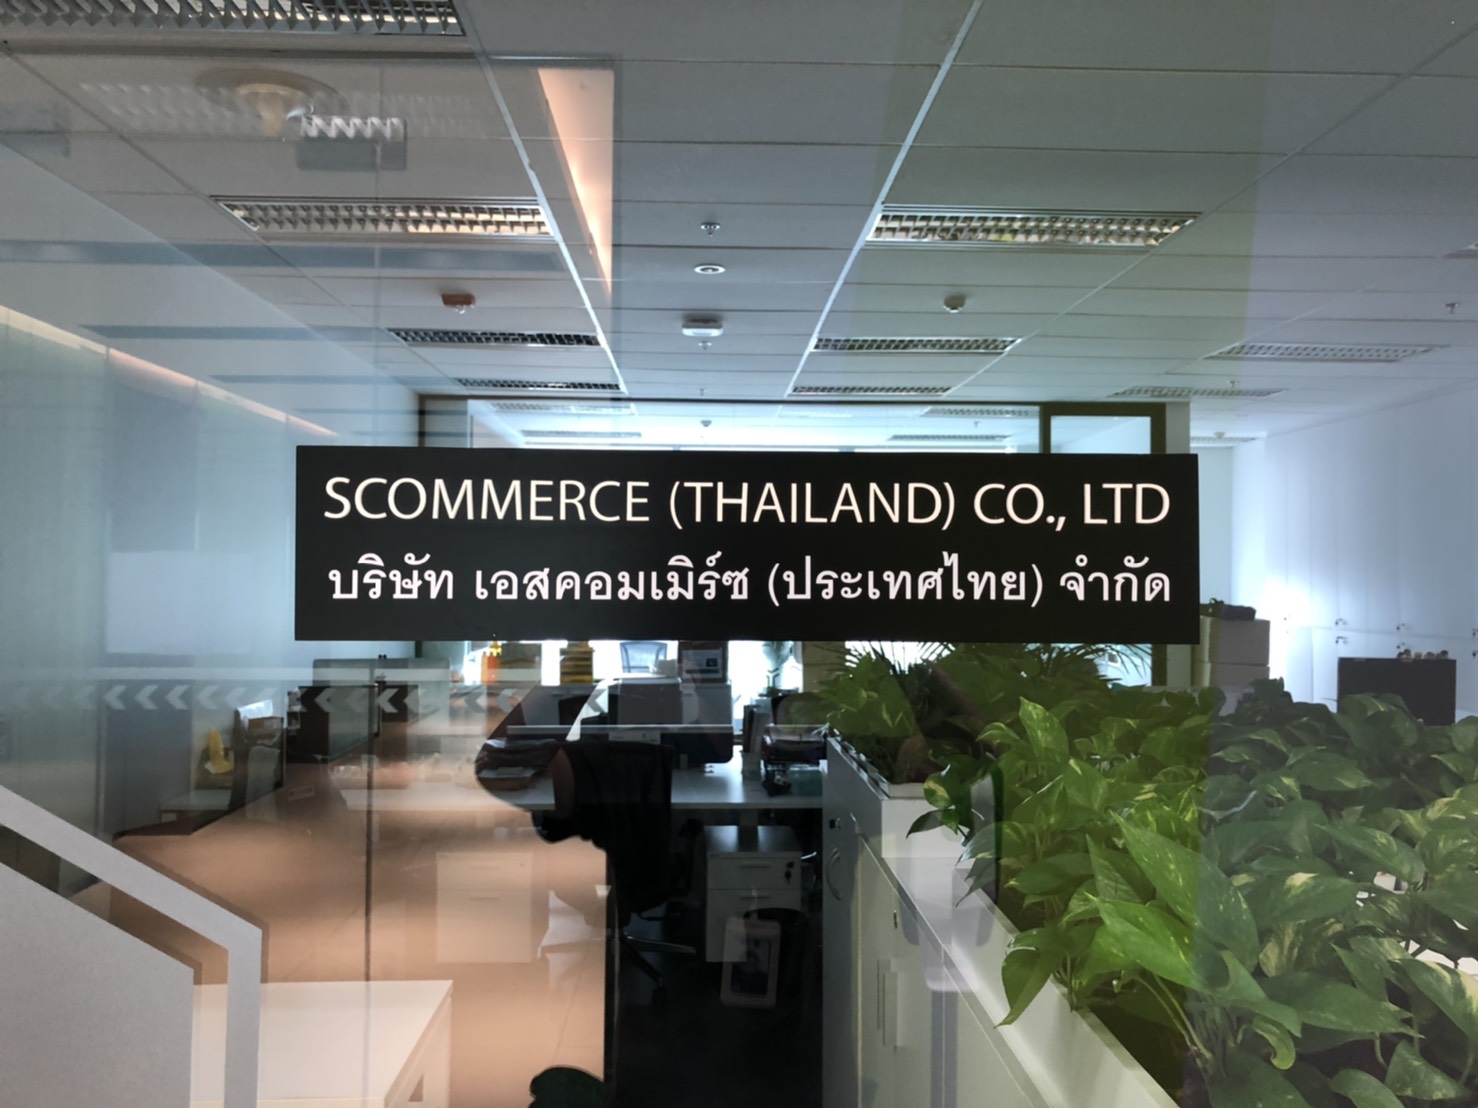 SCOMMERCE (THAILAND) CO., LTD
บริษัท เอสคอมเมิร์ซ (ประเทศไทย) จำกัด